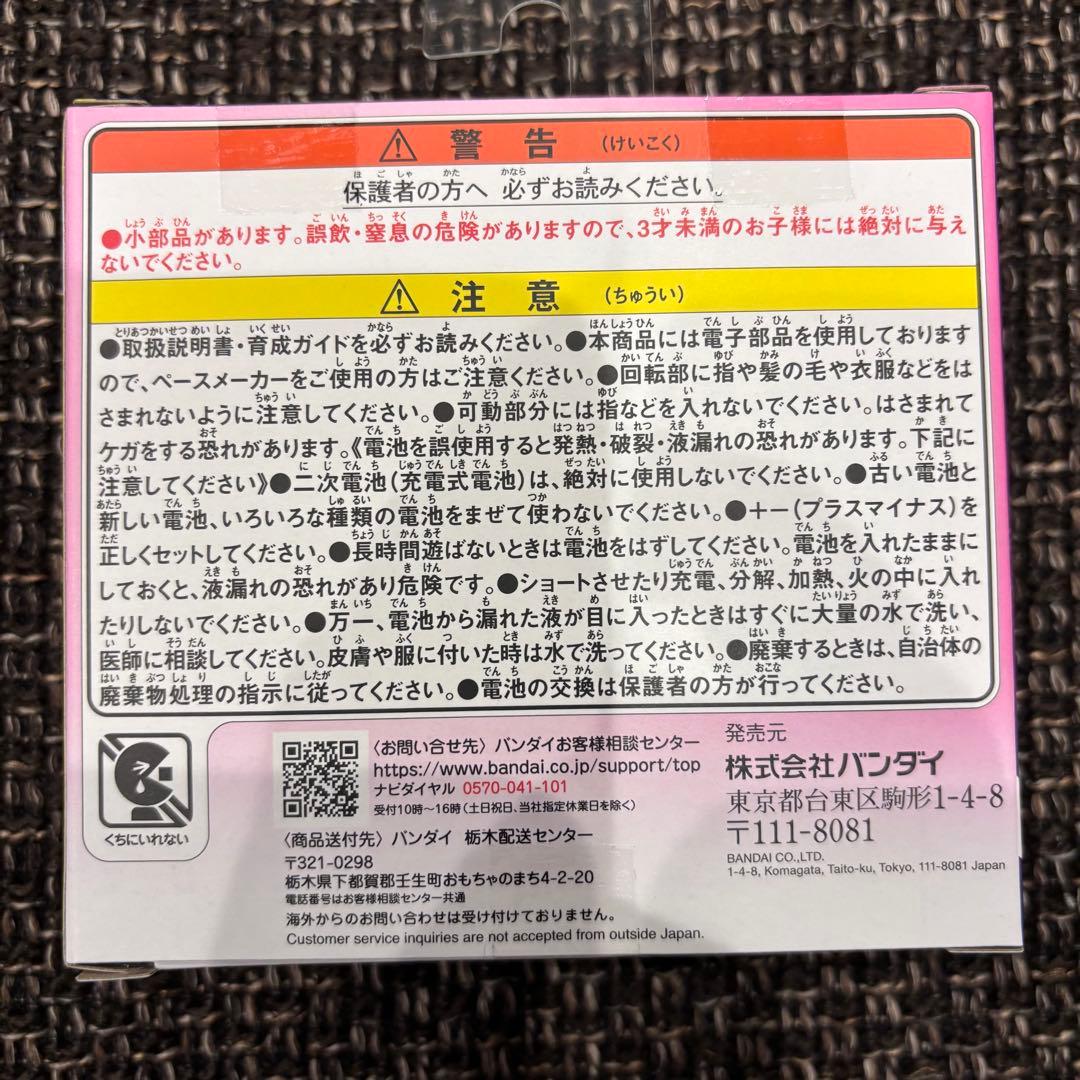 ⚠ 警告 (けいこく)
保護者の方へ 必ずお読みください。
●小部品があります。誤飲・窒息の危険がありますので、3才未満のお子様には絶対に与え
ないでください。
⚠ 注意 (ちゅうい)
●取扱説明書・育成ガイドを必ずお読みください。●本商品には電子部品を使用しております
ので、ペースメーカーをご使用の方はご注意ください。●回転部に指や髪の毛や衣服などをは
さまれないように注意してください。●可動部分には指などを入れないでください。はさまれて
ケガをする恐れがあります。《電池を誤使用すると発熱・破裂・液漏れの恐れがあります。下記に
注意してください》●二次電池(充電式電池)は、絶対に使用しないでください。●古い電池と
新しい電池、いろいろな種類の電池をまぜて使わないでください。●+-(プラスマイナス)を
正しくセットしてください。●長時間遊ばないときは電池をはずしてください。電池を入れたままに
しておくと、液漏れの恐れがあり危険です。●ショートさせたり充電、分解、加熱、火の中に入れ
たりしないでください。●万一、電池から漏れた液が目に入ったときはすぐに大量の水で洗い、
医師に相談してください。皮膚や服に付いた時は水で洗ってください。●廃棄するときは、自治体の
廃棄物処理の指示に従ってください。●電池の交換は保護者の方が行ってください。
くちにいれない
〈お問い合せ先〉バンダイお客様相談センター
https://www.bandai.co.jp/support/top
ナビダイヤル 0570-041-101
受付10時～16時(土日祝日、当社指定休業日を除く)
〈商品送付先〉バンダイ 栃木配送センター
〒321-0298
栃木県下都賀郡壬生町おもちゃのまち4-2-20
電話番号はお客様相談センター共通
海外からのお問い合わせは受け付けておりません。
Customer service inquiries are not accepted from outside Japan.
発売元
株式会社バンダイ
東京都台東区駒形1-4-8
〒111-8081
BANDAI CO.,LTD.
1-4-8, Komagata, Taito-ku, Tokyo, 111-8081 Japan